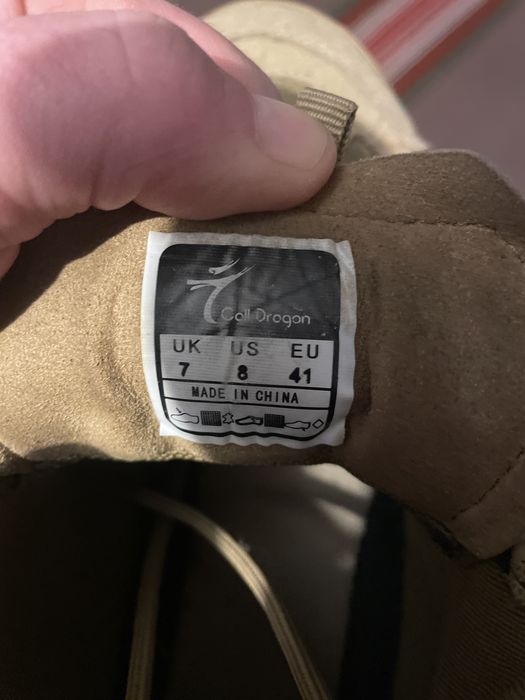 Call Dragon
UK US EU
7 8 41
MADE IN CHINA